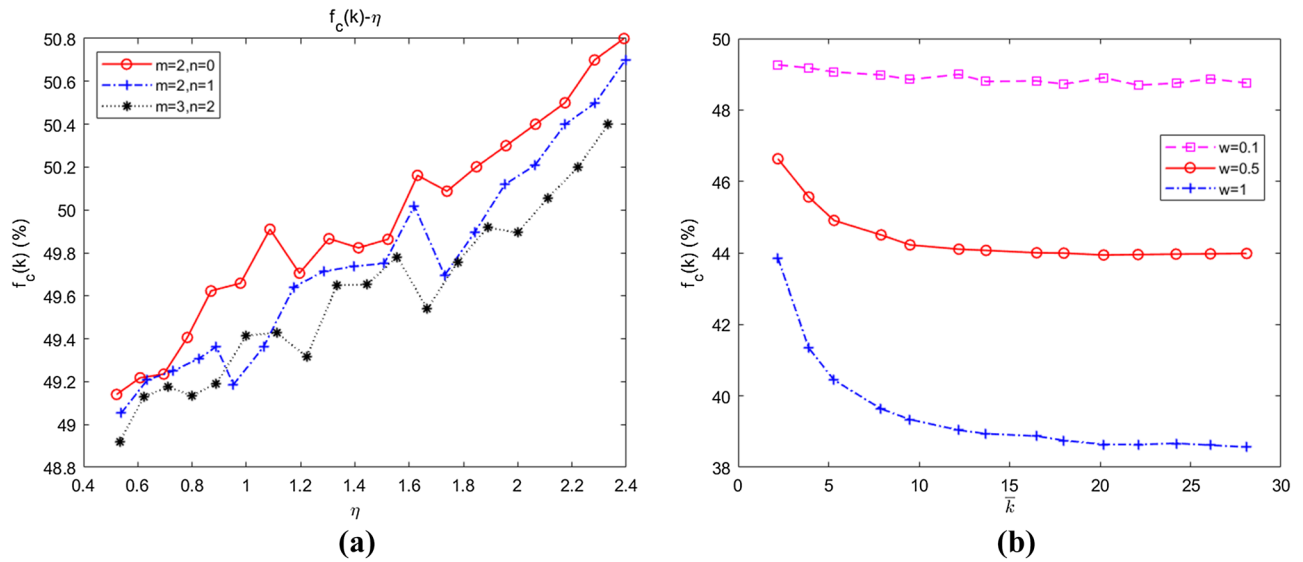 f_c(k)-η
50.8
50.6
50.4
50.2
50
49.8
49.6
49.4
49.2
49
48.8
f_c(k) (%)
m=2,n=0
m=2,n=1
m=3,n=2
0.4 0.6 0.8 1 1.2 1.4 1.6 1.8 2 2.2 2.4
η
(a)
50
48
46
44
42
40
38
f_c(k) (%)
w=0.1
w=0.5
w=1
0 5 10 15 20 25 30
k̅
(b)